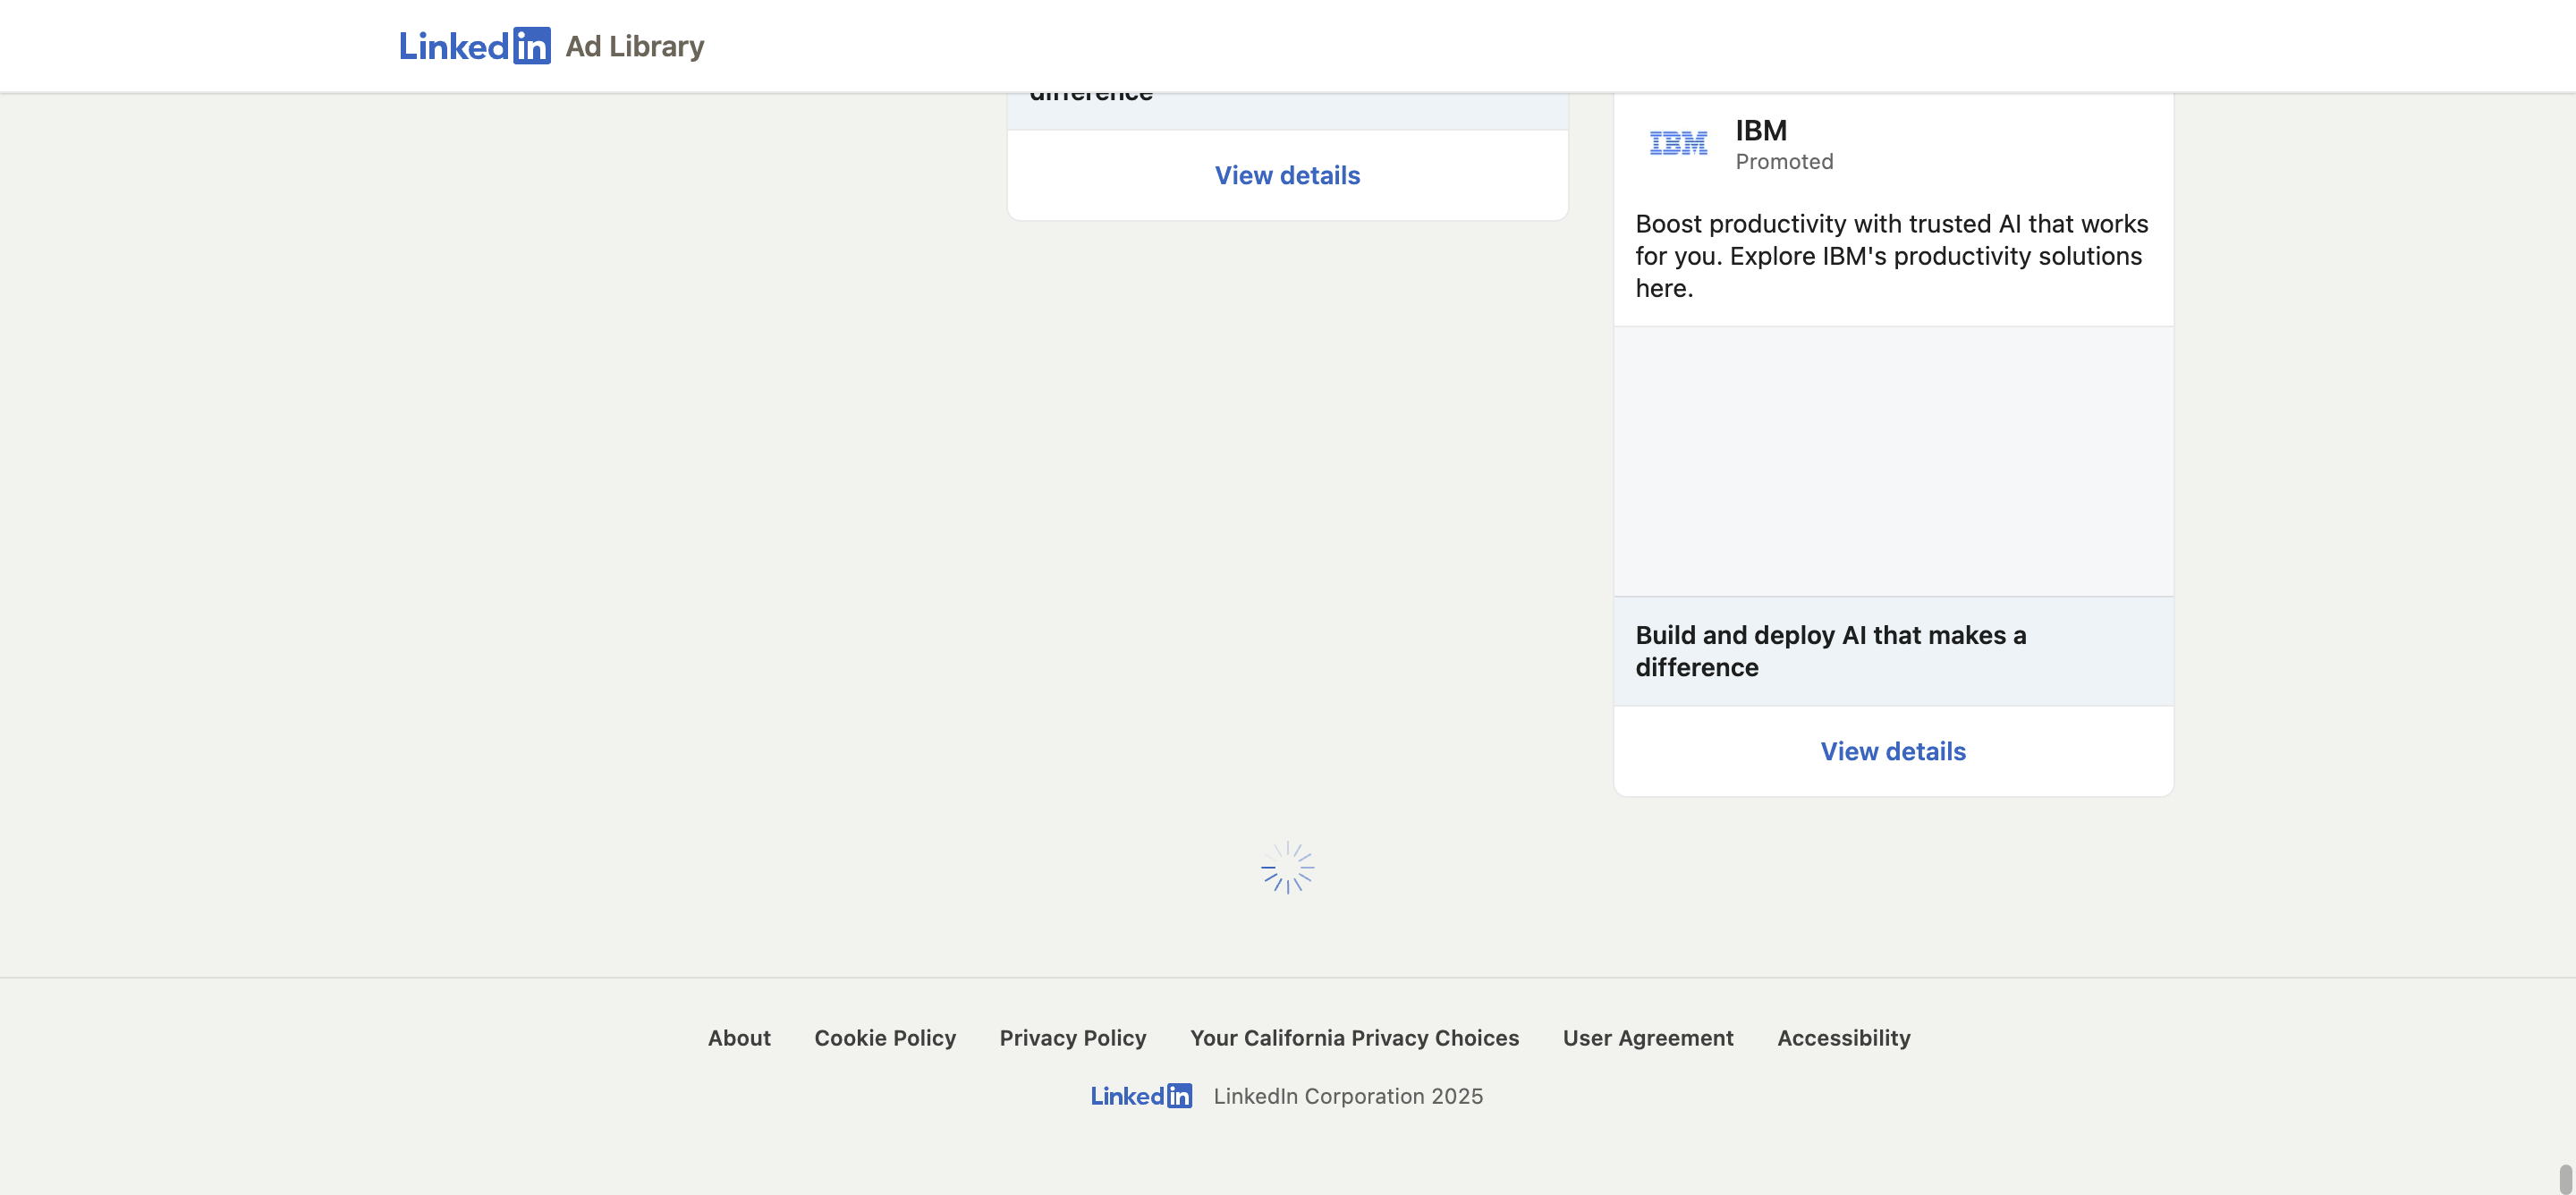 LinkedIn Ad Library
difference
View details
IBM
IBM
Promoted
Boost productivity with trusted AI that works
for you. Explore IBM's productivity solutions
here.
Build and deploy AI that makes a
difference
View details
About Cookie Policy Privacy Policy Your California Privacy Choices User Agreement Accessibility
LinkedIn LinkedIn Corporation 2025